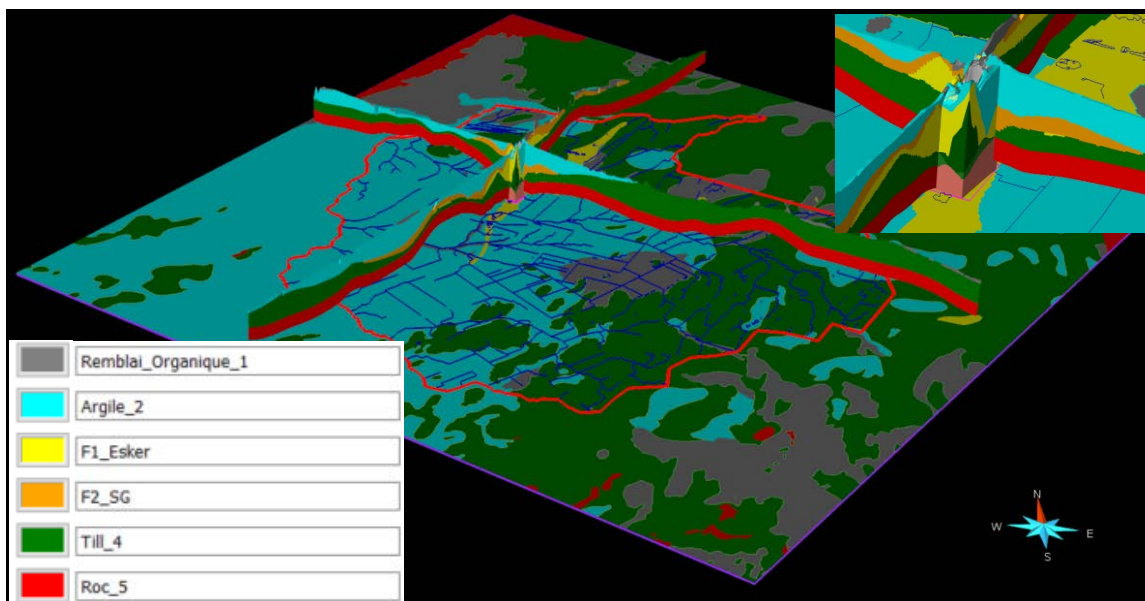 Remblai_Organique_1
Argile_2
F1_Esker
F2_SG
Till_4
Roc_5
N
W
E
S